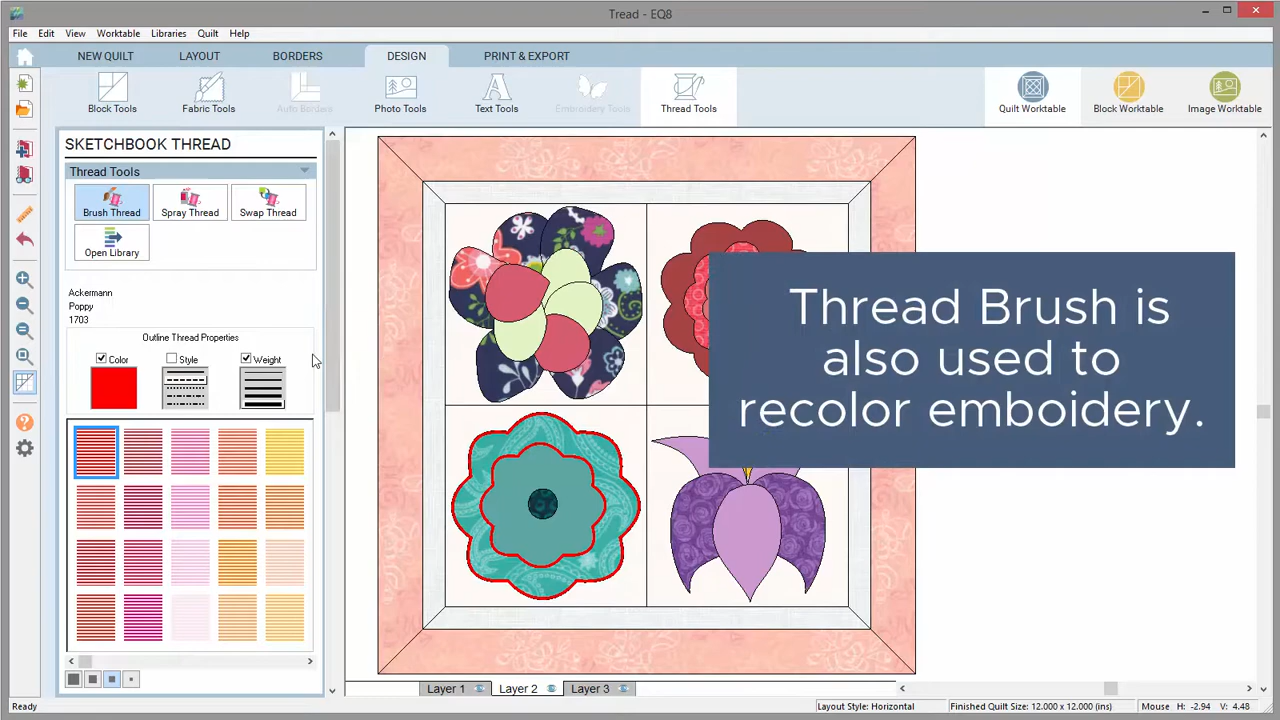 Tread - EQ8
File Edit View Worktable Libraries Quilt Help
NEW QUILT LAYOUT BORDERS DESIGN PRINT & EXPORT
Block Tools Fabric Tools Auto Borders Photo Tools Text Tools Embroidery Tools Thread Tools Quilt Worktable Block Worktable Image Worktable
SKETCHBOOK THREAD
Thread Tools
Brush Thread Spray Thread Swap Thread
Open Library
Ackermann
Poppy
1703
Outline Thread Properties
Color Style Weight
Thread Brush is
also used to
recolor emboidery.
Layer 1 Layer 2 Layer 3
Ready Layout Style: Horizontal Finished Quilt Size: 12.000 x 12.000 (ins) Mouse H: -2.94 V: 4.48